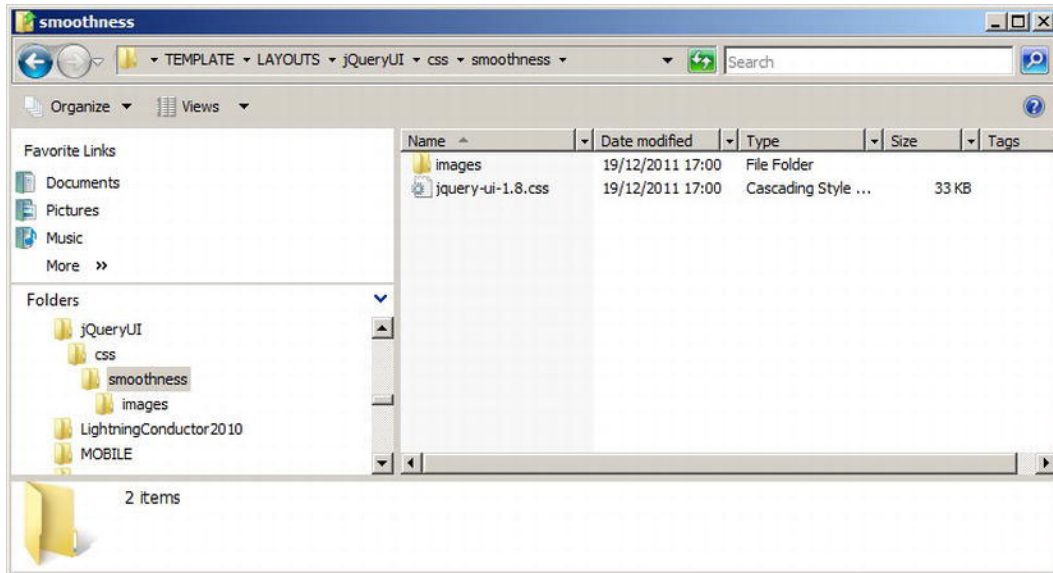 smoothness
TEMPLATE LAYOUTS jQueryUI css smoothness
Search
Organize Views
Favorite Links
Documents
Pictures
Music
More »
Folders
jQueryUI
css
smoothness
images
LightningConductor2010
MOBILE
Name Date modified Type Size Tags
images 19/12/2011 17:00 File Folder
jquery-ui-1.8.css 19/12/2011 17:00 Cascading Style ... 33 KB
2 items